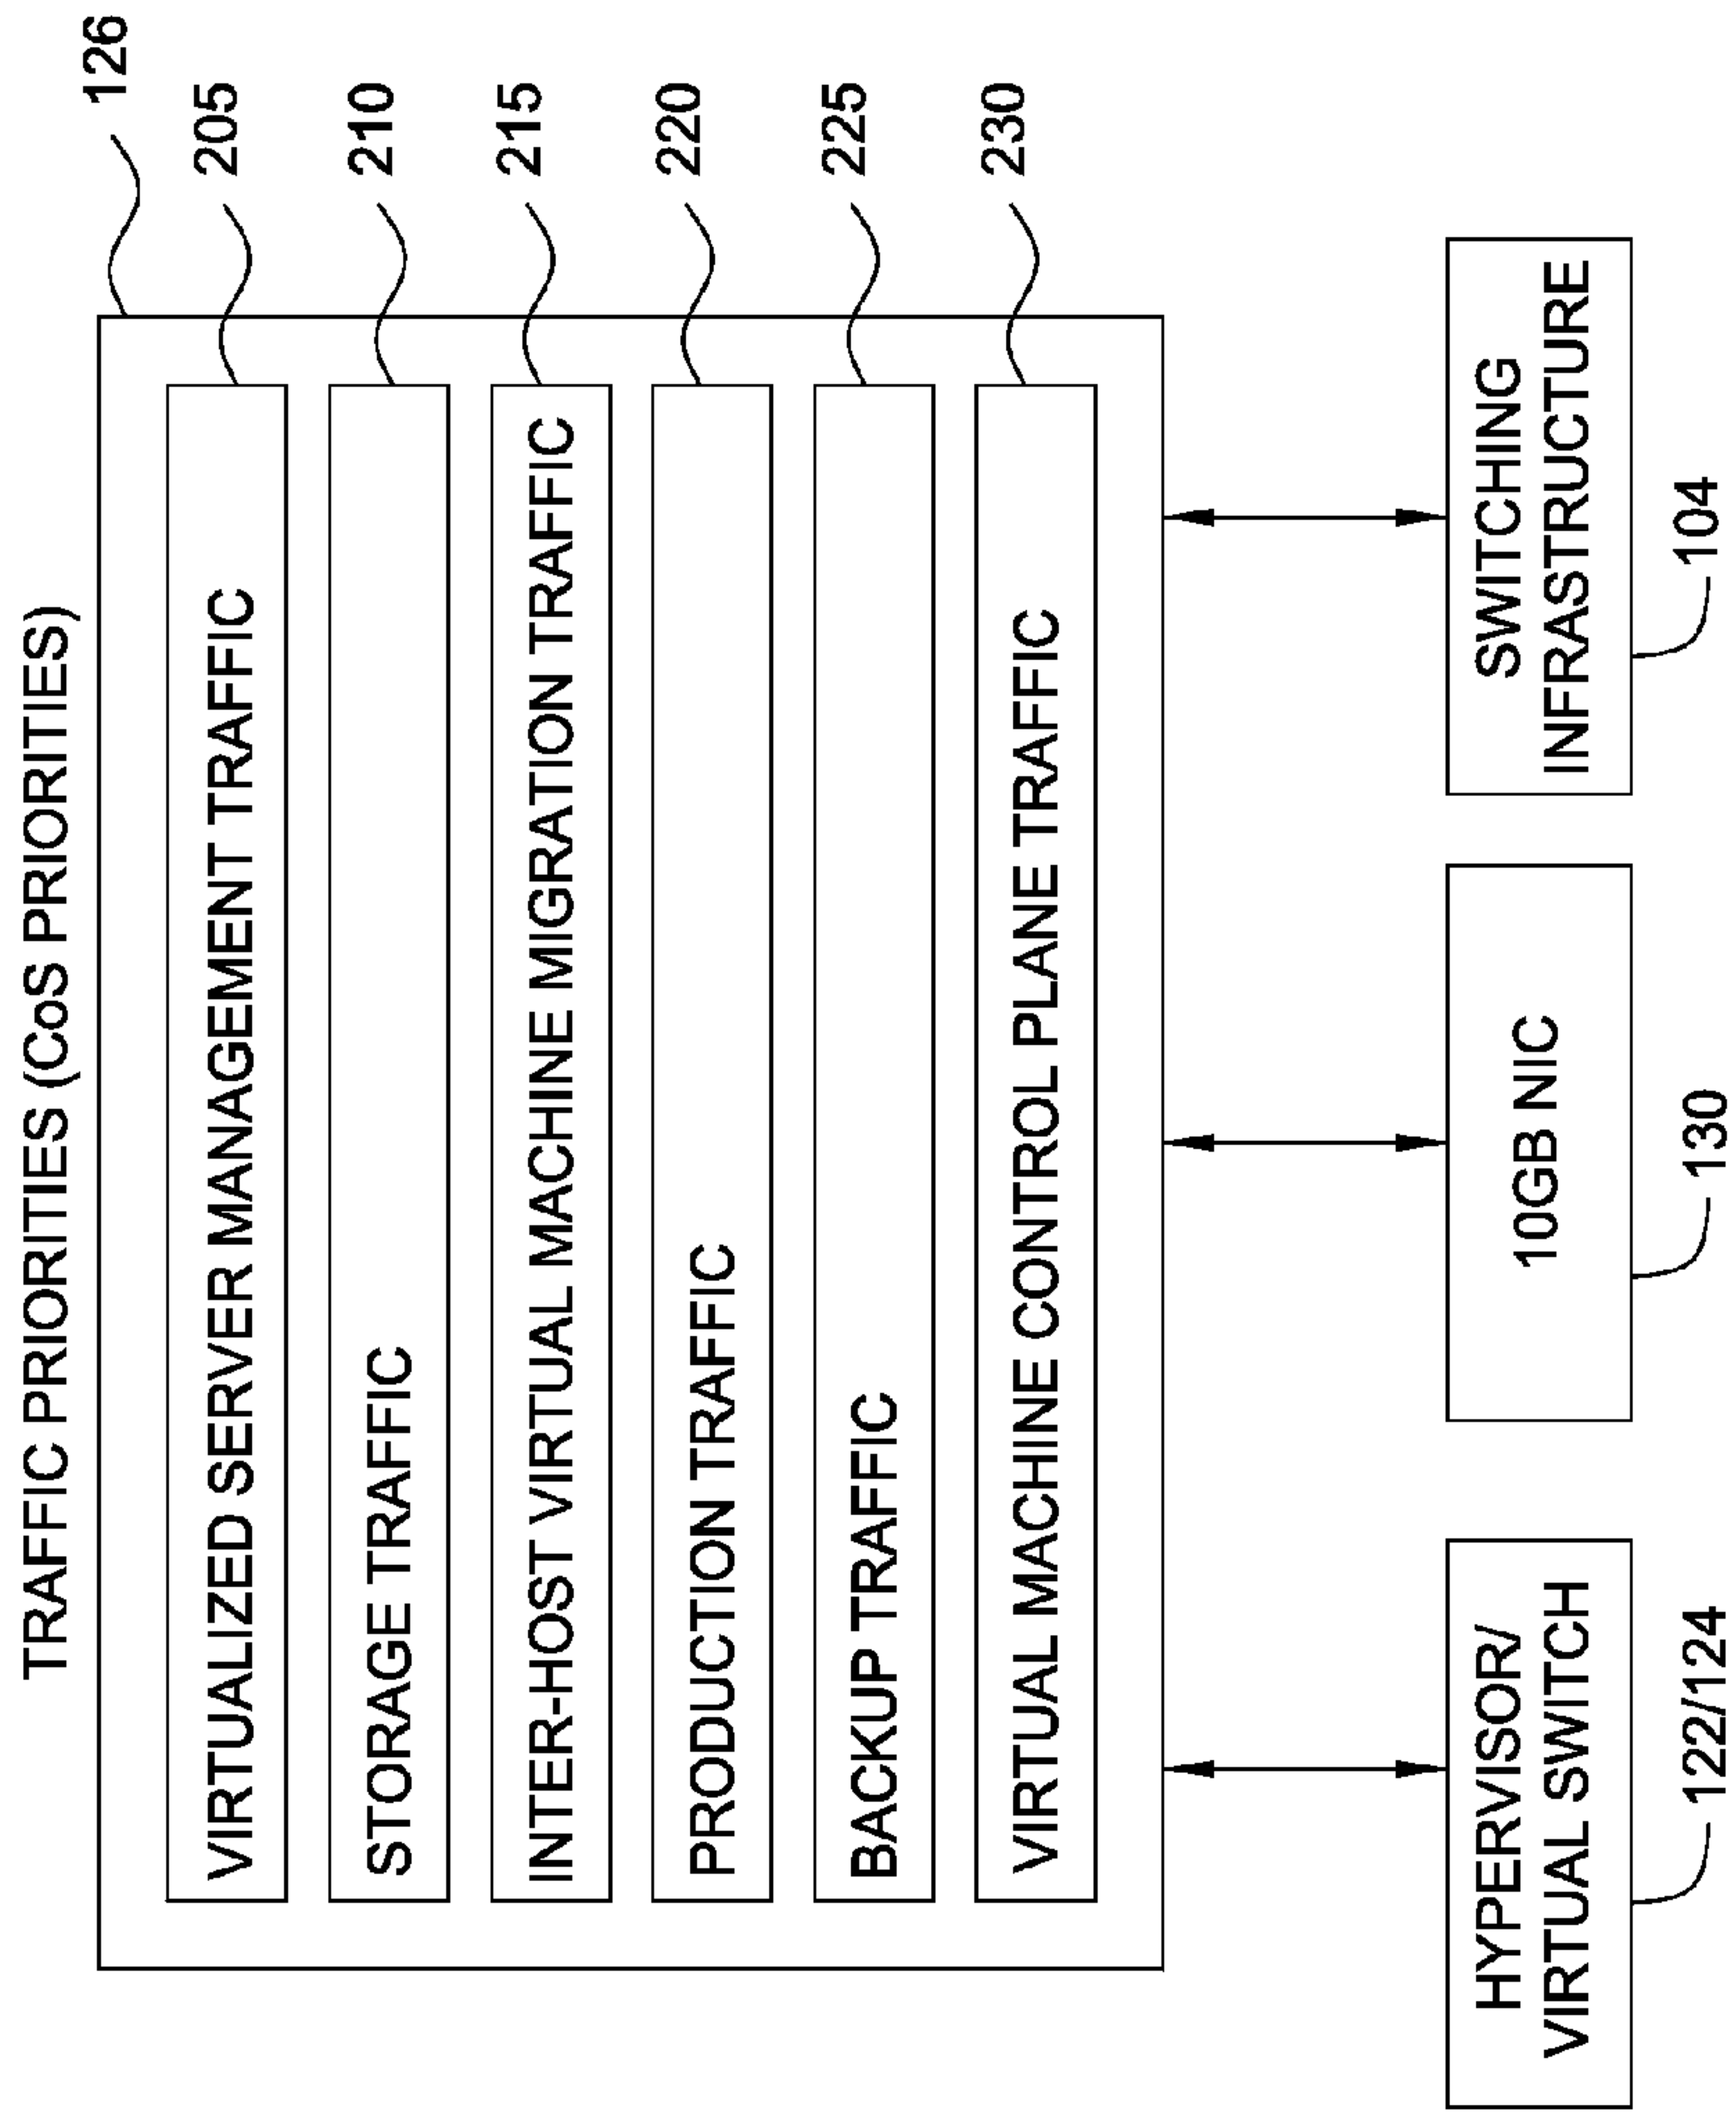 TRAFFIC PRIORITIES (CoS PRIORITIES)
126
VIRTUALIZED SERVER MANAGEMENT TRAFFIC
205
STORAGE TRAFFIC
210
INTER-HOST VIRTUAL MACHINE MIGRATION TRAFFIC
215
PRODUCTION TRAFFIC
220
BACKUP TRAFFIC
225
VIRTUAL MACHINE CONTROL PLANE TRAFFIC
230
HYPERVISOR/
VIRTUAL SWITCH
122/124
10GB NIC
130
SWITCHING
INFRASTRUCTURE
104